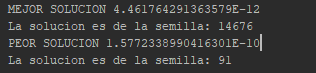 MEJOR SOLUCION 4.461764291363579E-12
La solucion es de la semilla: 14676
PEOR SOLUCION 1.5772338990416301E-10
La solucion es de la semilla: 91